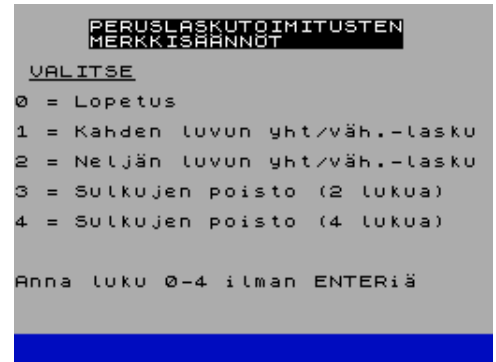 PERUSLASKUTOIMITUSTEN
MERKKISÄÄNNÖT
VALITSE
0 = Lopetus
1 = Kahden luvun yht/väh.-lasku
2 = Neljän luvun yht/väh.-lasku
3 = Sulkujen poisto (2 lukua)
4 = Sulkujen poisto (4 lukua)
Anna luku 0-4 ilman ENTERiä